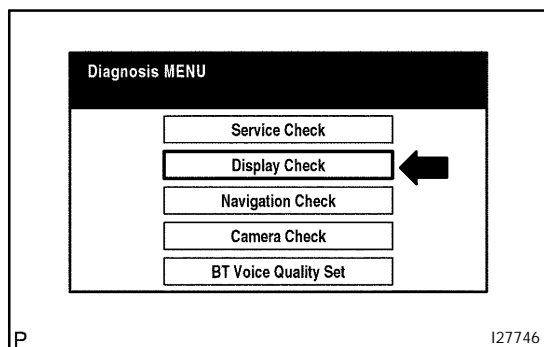 Diagnosis MENU
Service Check
Display Check
Navigation Check
Camera Check
BT Voice Quality Set
P
I27746